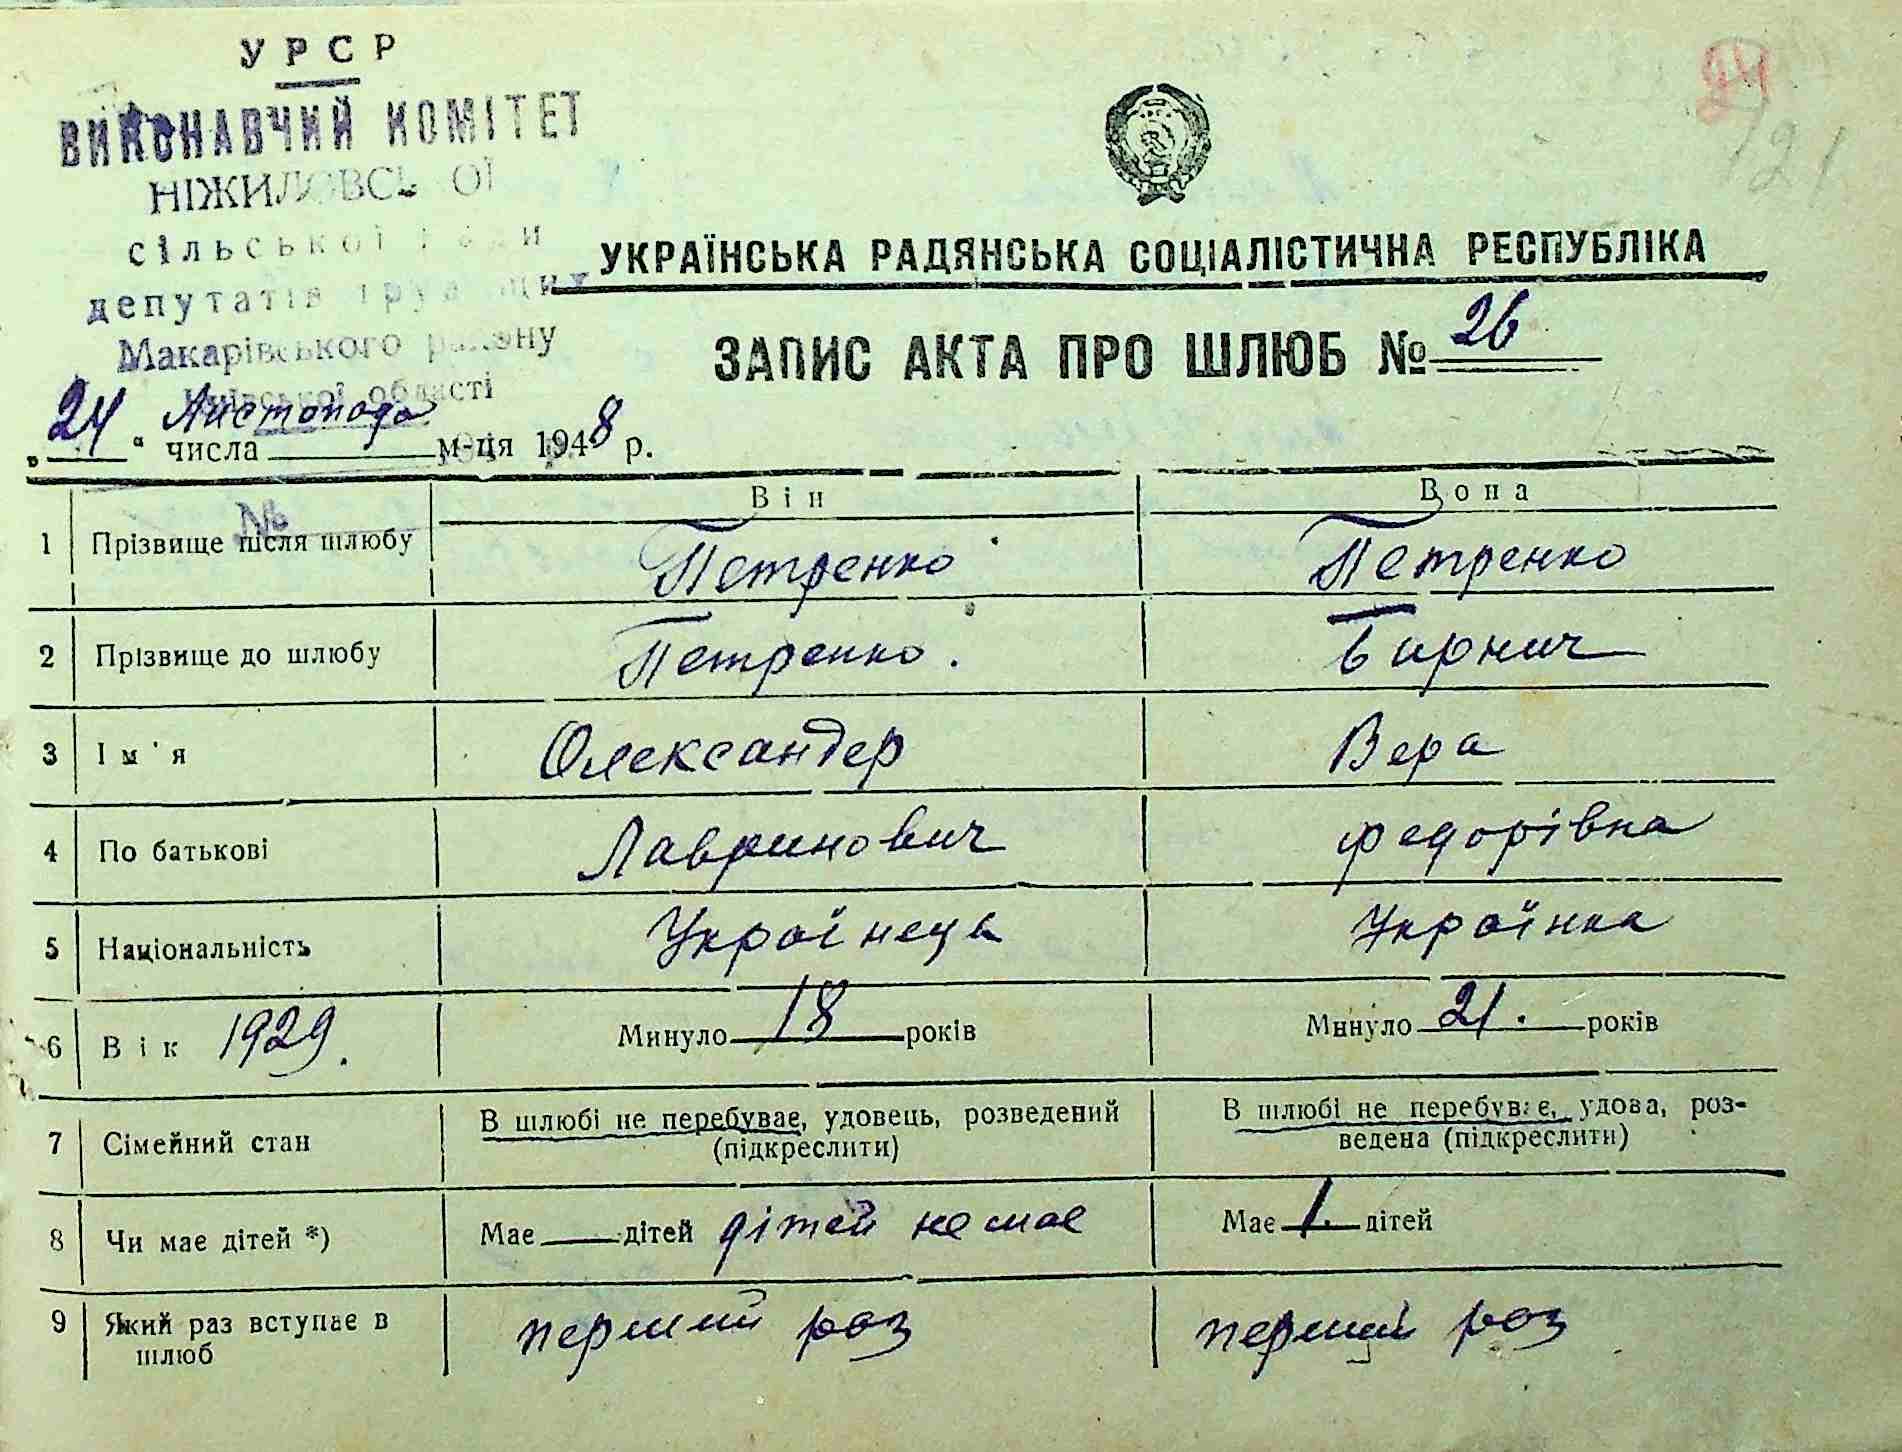 УРСР
ВИКОНАВЧИЙ КОМІТЕТ
НІЖИЛОВСЬКОЇ
сільської ради
депутатів трудящих
Макарівського району
Київської області
24
121
УКРАЇНСЬКА РАДЯНСЬКА СОЦІАЛІСТИЧНА РЕСПУБЛІКА
ЗАПИС АКТА ПРО ШЛЮБ № 26
„24“ числа Листопада м-ця 1948 р.
№
Він Вона
1 Прізвище після шлюбу Петренко Петренко
2 Прізвище до шлюбу Петренко. Бирнич
3 Ім'я Олександер Вера
4 По батькові Лавринович Федорівна
5 Національність Українець Українка
6 Вік 1929. Минуло 18 років Минуло 21. років
7 Сімейний стан В шлюбі не перебуває, удовець, розведений (підкреслити) В шлюбі не перебуває, удова, роз-
ведена (підкреслити)
8 Чи має дітей *) Має дітей дітей не має Має 1. дітей
9 Який раз вступає в шлюб перший раз перший раз